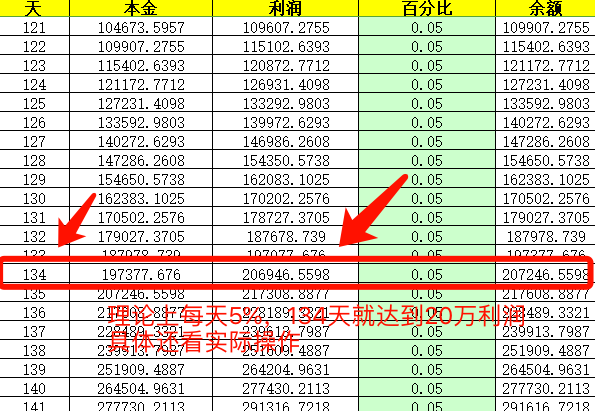 天 本金 利润 百分比 余额
121 104673.5957 109607.2755 0.05 109907.2755
122 109907.2755 115102.6393 0.05 115402.6393
123 115402.6393 120872.7712 0.05 121172.7712
124 121172.7712 126931.4098 0.05 127231.4098
125 127231.4098 133292.9803 0.05 133592.9803
126 133592.9803 139972.6293 0.05 140272.6293
127 140272.6293 146986.2608 0.05 147286.2608
128 147286.2608 154350.5738 0.05 154650.5738
129 154650.5738 162083.1025 0.05 162383.1025
130 162383.1025 170202.2576 0.05 170502.2576
131 170502.2576 178727.3705 0.05 179027.3705
132 179027.3705 187678.739 0.05 187978.739
133 187978.739 197077.676 0.05 197377.676
134 197377.676 206946.5598 0.05 207246.5598
135 207246.5598 217308.8877 0.05 217608.8877
理论上每天5%，134天就达到20万利润
136 0.05 228489.3321
137 0.05 239913.7987
具体还看实际操作
138 239913.7987 251609.4887 0.05 251909.4887
139 251909.4887 264204.9631 0.05 264504.9631
140 264504.9631 277430.2113 0.05 277730.2113
141 277730.2113 291316.7218 0.05 291616.7218